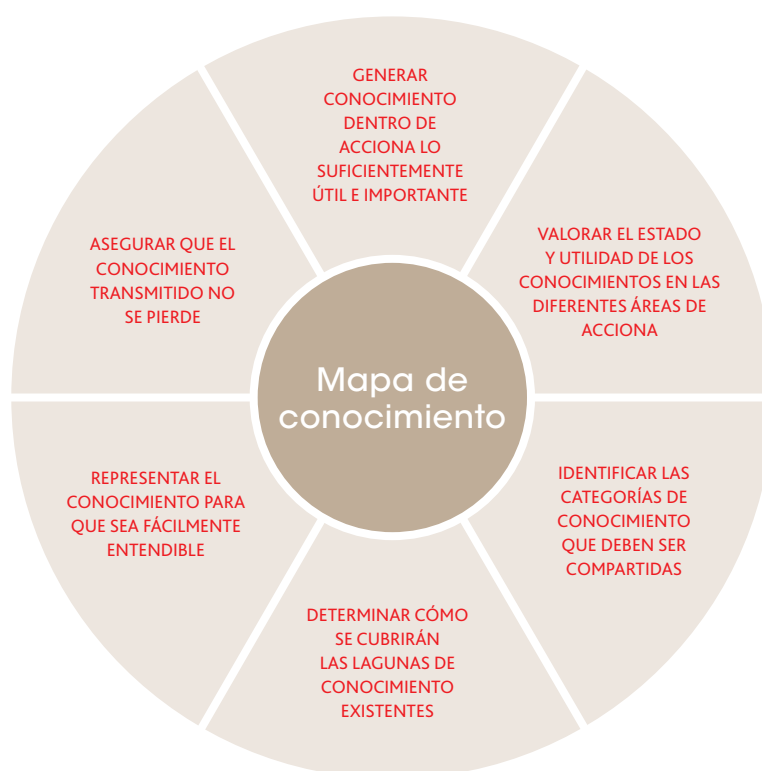 GENERAR
CONOCIMIENTO
DENTRO DE
ACCIONA LO
SUFICIENTEMENTE
ÚTIL E IMPORTANTE
VALORAR EL ESTADO
Y UTILIDAD DE LOS
CONOCIMIENTOS EN LAS
DIFERENTES ÁREAS DE
ACCIONA
IDENTIFICAR LAS
CATEGORÍAS DE
CONOCIMIENTO
QUE DEBEN SER
COMPARTIDAS
DETERMINAR CÓMO
SE CUBRIRÁN
LAS LAGUNAS DE
CONOCIMIENTO
EXISTENTES
REPRESENTAR EL
CONOCIMIENTO PARA
QUE SEA FÁCILMENTE
ENTENDIBLE
ASEGURAR QUE EL
CONOCIMIENTO
TRANSMITIDO NO
SE PIERDE
Mapa de
conocimiento